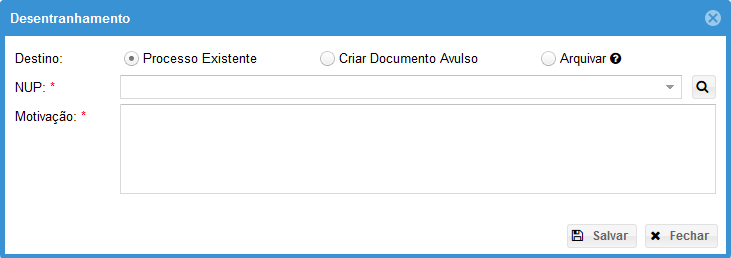 Desentranhamento
Destino: Processo Existente Criar Documento Avulso Arquivar ?
NUP: *
Motivação: *
Salvar Fechar